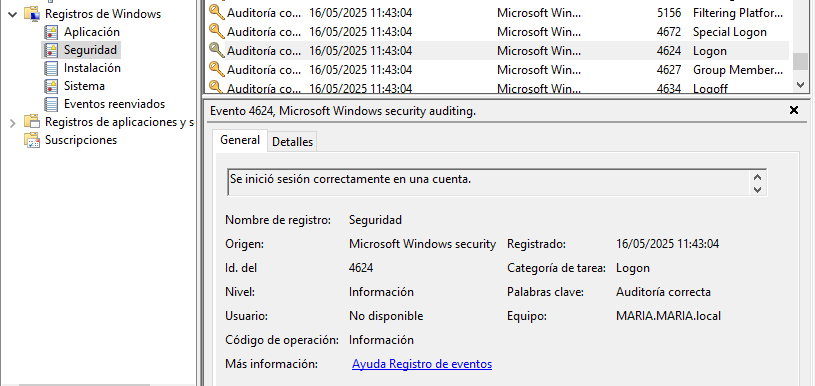 Registros de Windows
Aplicación
Seguridad
Instalación
Sistema
Eventos reenviados
Registros de aplicaciones y s
Suscripciones
Auditoría co... 16/05/2025 11:43:04 Microsoft Win... 5156 Filtering Platfor...
Auditoría co... 16/05/2025 11:43:04 Microsoft Win... 4672 Special Logon
Auditoría co... 16/05/2025 11:43:04 Microsoft Win... 4624 Logon
Auditoría co... 16/05/2025 11:43:04 Microsoft Win... 4627 Group Member...
Auditoría co... 16/05/2025 11:43:04 Microsoft Win... 4634 Logoff
Evento 4624, Microsoft Windows security auditing.
General Detalles
Se inició sesión correctamente en una cuenta.
Nombre de registro: Seguridad
Origen: Microsoft Windows security Registrado: 16/05/2025 11:43:04
Id. del 4624 Categoría de tarea: Logon
Nivel: Información Palabras clave: Auditoría correcta
Usuario: No disponible Equipo: MARIA.MARIA.local
Código de operación: Información
Más información: Ayuda Registro de eventos